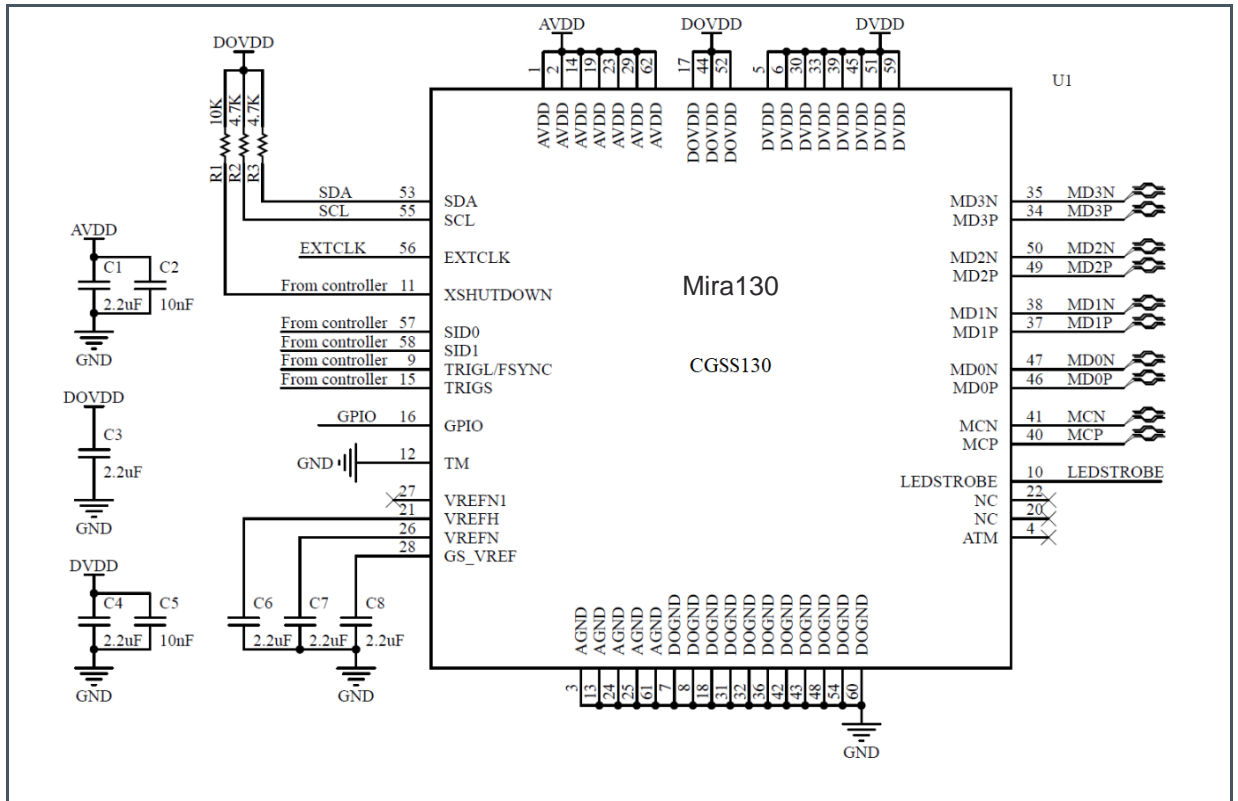 AVDD
DOVDD
DVDD
U1
1
2
14
19
23
29
62
17
44
52
5
6
30
33
39
45
51
59
AVDD
AVDD
AVDD
AVDD
AVDD
AVDD
AVDD
DOVDD
DOVDD
DOVDD
DVDD
DVDD
DVDD
DVDD
DVDD
DVDD
DVDD
DVDD
DOVDD
10K
4.7K
4.7K
R1
R2
R3
SDA 53 SDA
SCL 55 SCL
EXTCLK 56 EXTCLK
From controller 11 XSHUTDOWN
From controller 57 SID0
From controller 58 SID1
From controller 9 TRIGL/FSYNC
From controller 15 TRIGS
GPIO 16 GPIO
GND 12 TM
27 VREFN1
21 VREFH
26 VREFN
28 GS_VREF
Mira130
CGSS130
MD3N 35 MD3N
MD3P 34 MD3P
MD2N 50 MD2N
MD2P 49 MD2P
MD1N 38 MD1N
MD1P 37 MD1P
MD0N 47 MD0N
MD0P 46 MD0P
MCN 41 MCN
MCP 40 MCP
LEDSTROBE 10 LEDSTROBE
NC 22
NC 20
ATM 4
AVDD
C1 C2
2.2uF 10nF
GND
DOVDD
C3
2.2uF
GND
DVDD
C4 C5
2.2uF 10nF
GND
C6 C7 C8
2.2uF 2.2uF 2.2uF
GND
AGND
AGND
AGND
AGND
AGND
DOGND
DOGND
DOGND
DOGND
DOGND
DOGND
DOGND
DOGND
DOGND
DOGND
DOGND
3
13
24
25
61
7
8
18
31
32
36
42
43
48
54
60
GND